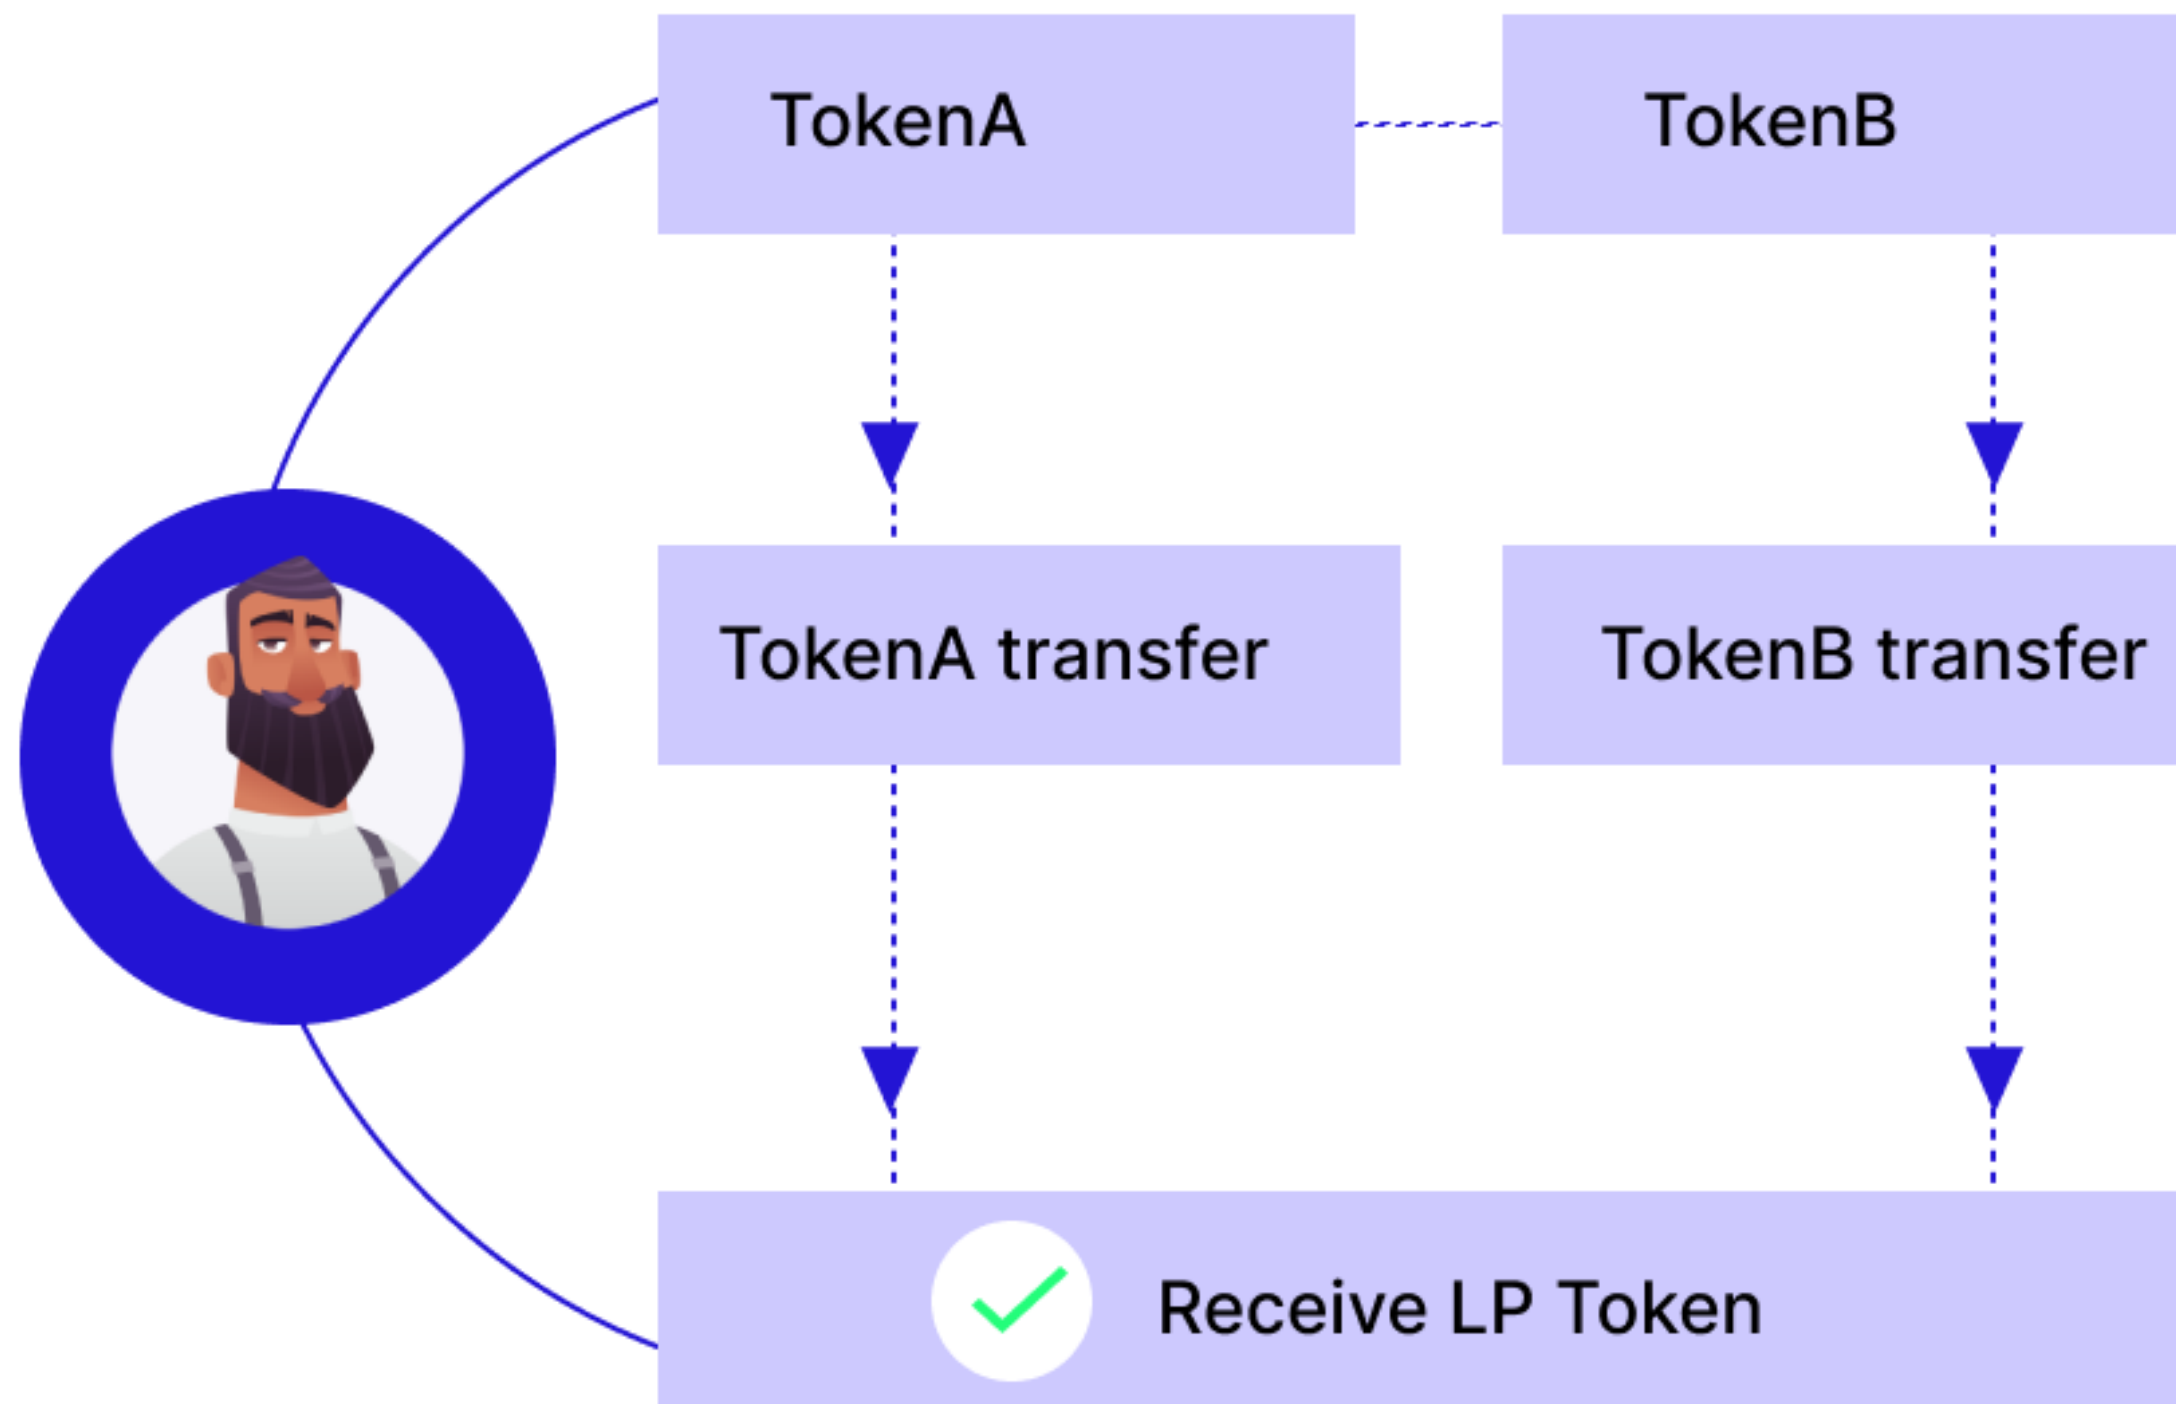 TokenA
TokenB
TokenA transfer
TokenB transfer
Receive LP Token